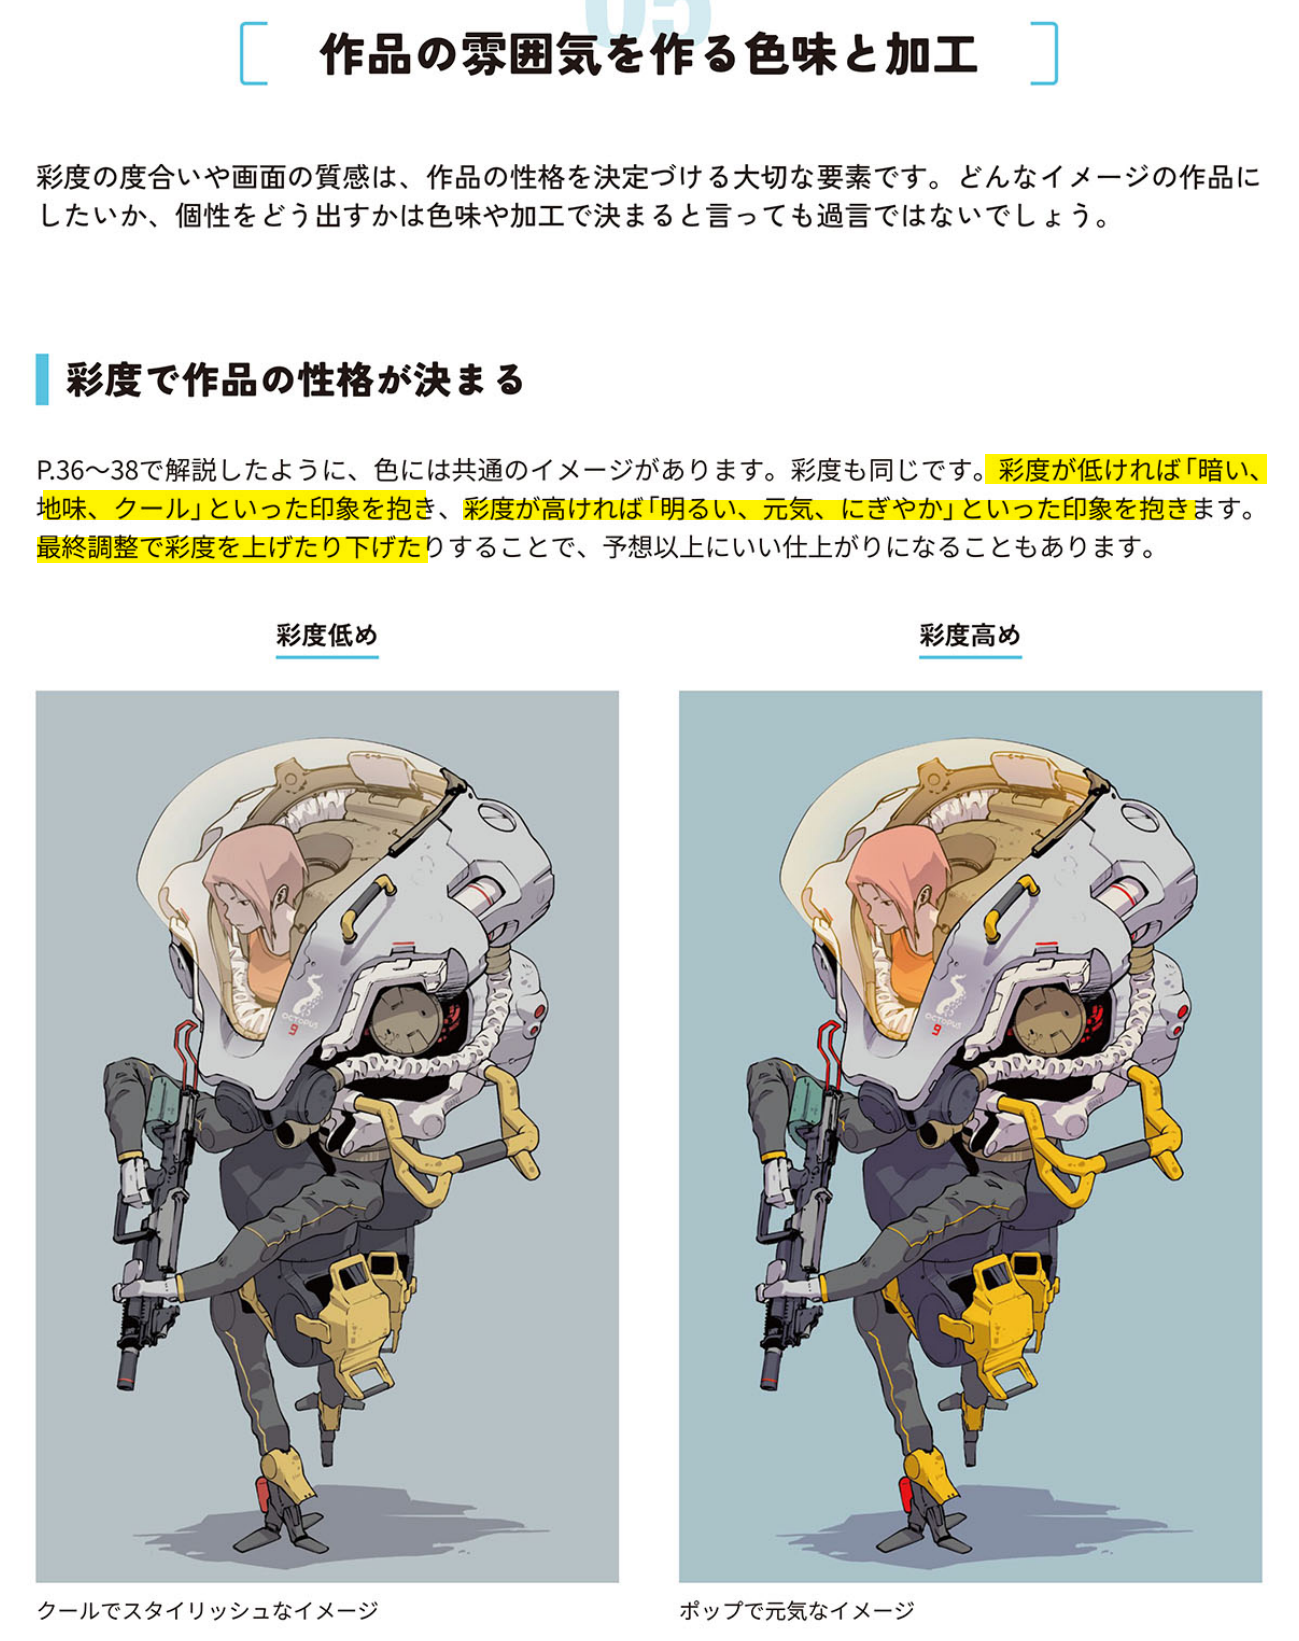 05
作品の雰囲気を作る色味と加工
彩度の度合いや画面の質感は、作品の性格を決定づける大切な要素です。どんなイメージの作品に
したいか、個性をどう出すかは色味や加工で決まると言っても過言ではないでしょう。
彩度で作品の性格が決まる
P.36〜38で解説したように、色には共通のイメージがあります。彩度も同じです。彩度が低ければ「暗い、
地味、クール」といった印象を抱き、彩度が高ければ「明るい、元気、にぎやか」といった印象を抱きます。
最終調整で彩度を上げたり下げたりすることで、予想以上にいい仕上がりになることもあります。
彩度低め
彩度高め
OCTOPUS
9
OCTOPUS
9
クールでスタイリッシュなイメージ
ポップで元気なイメージ